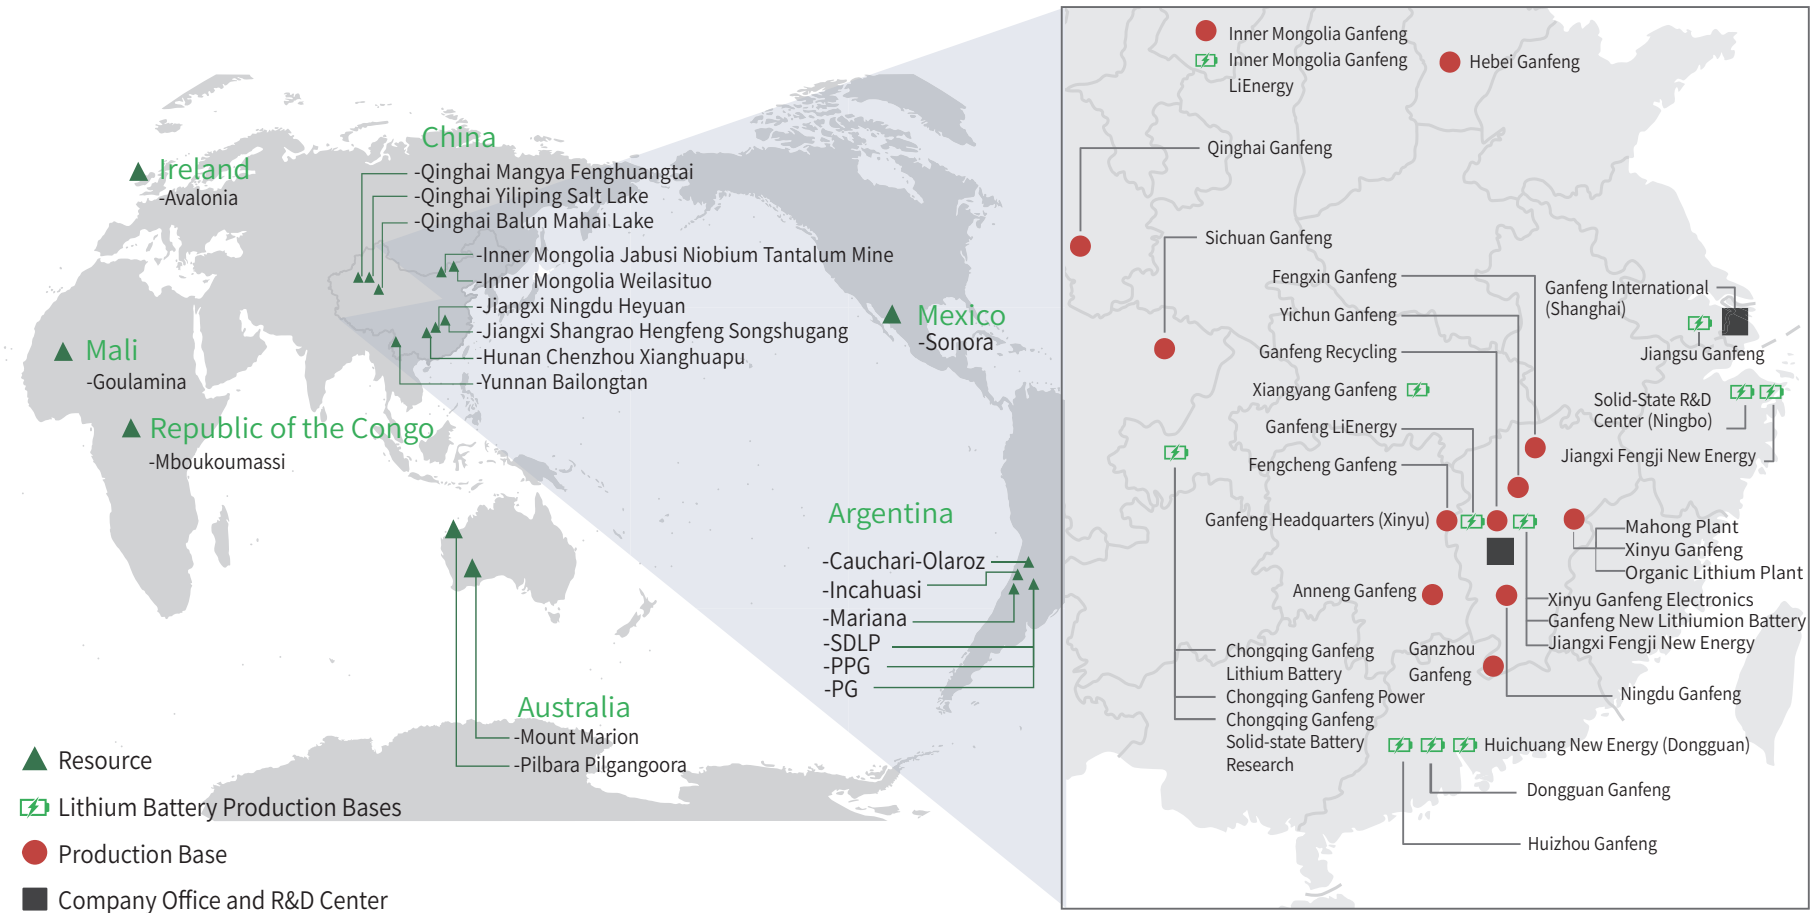 China
-Qinghai Mangya Fenghuangtai
-Qinghai Yiliping Salt Lake
-Qinghai Balun Mahai Lake
-Inner Mongolia Jabusi Niobium Tantalum Mine
-Inner Mongolia Weilasituo
-Jiangxi Ningdu Heyuan
-Jiangxi Shangrao Hengfeng Songshugang
-Hunan Chenzhou Xianghuapu
-Yunnan Bailongtan
Ireland
-Avalonia
Mali
-Goulamina
Republic of the Congo
-Mboukoumassi
Mexico
-Sonora
Argentina
-Cauchari-Olaroz
-Incahuasi
-Mariana
-SDLP
-PPG
-PG
Australia
-Mount Marion
-Pilbara Pilgangoora
Resource
Lithium Battery Production Bases
Production Base
Company Office and R&D Center
Inner Mongolia Ganfeng
Inner Mongolia Ganfeng
LiEnergy
Hebei Ganfeng
Qinghai Ganfeng
Sichuan Ganfeng
Fengxin Ganfeng
Yichun Ganfeng
Ganfeng Recycling
Xiangyang Ganfeng
Ganfeng LiEnergy
Fengcheng Ganfeng
Ganfeng Headquarters (Xinyu)
Anneng Ganfeng
Ganfeng International
(Shanghai)
Jiangsu Ganfeng
Solid-State R&D
Center (Ningbo)
Jiangxi Fengji New Energy
Mahong Plant
Xinyu Ganfeng
Organic Lithium Plant
Xinyu Ganfeng Electronics
Ganfeng New Lithiumion Battery
Jiangxi Fengji New Energy
Ganzhou
Ganfeng
Ningdu Ganfeng
Chongqing Ganfeng
Lithium Battery
Chongqing Ganfeng Power
Chongqing Ganfeng
Solid-state Battery
Research
Huichuang New Energy (Dongguan)
Dongguan Ganfeng
Huizhou Ganfeng